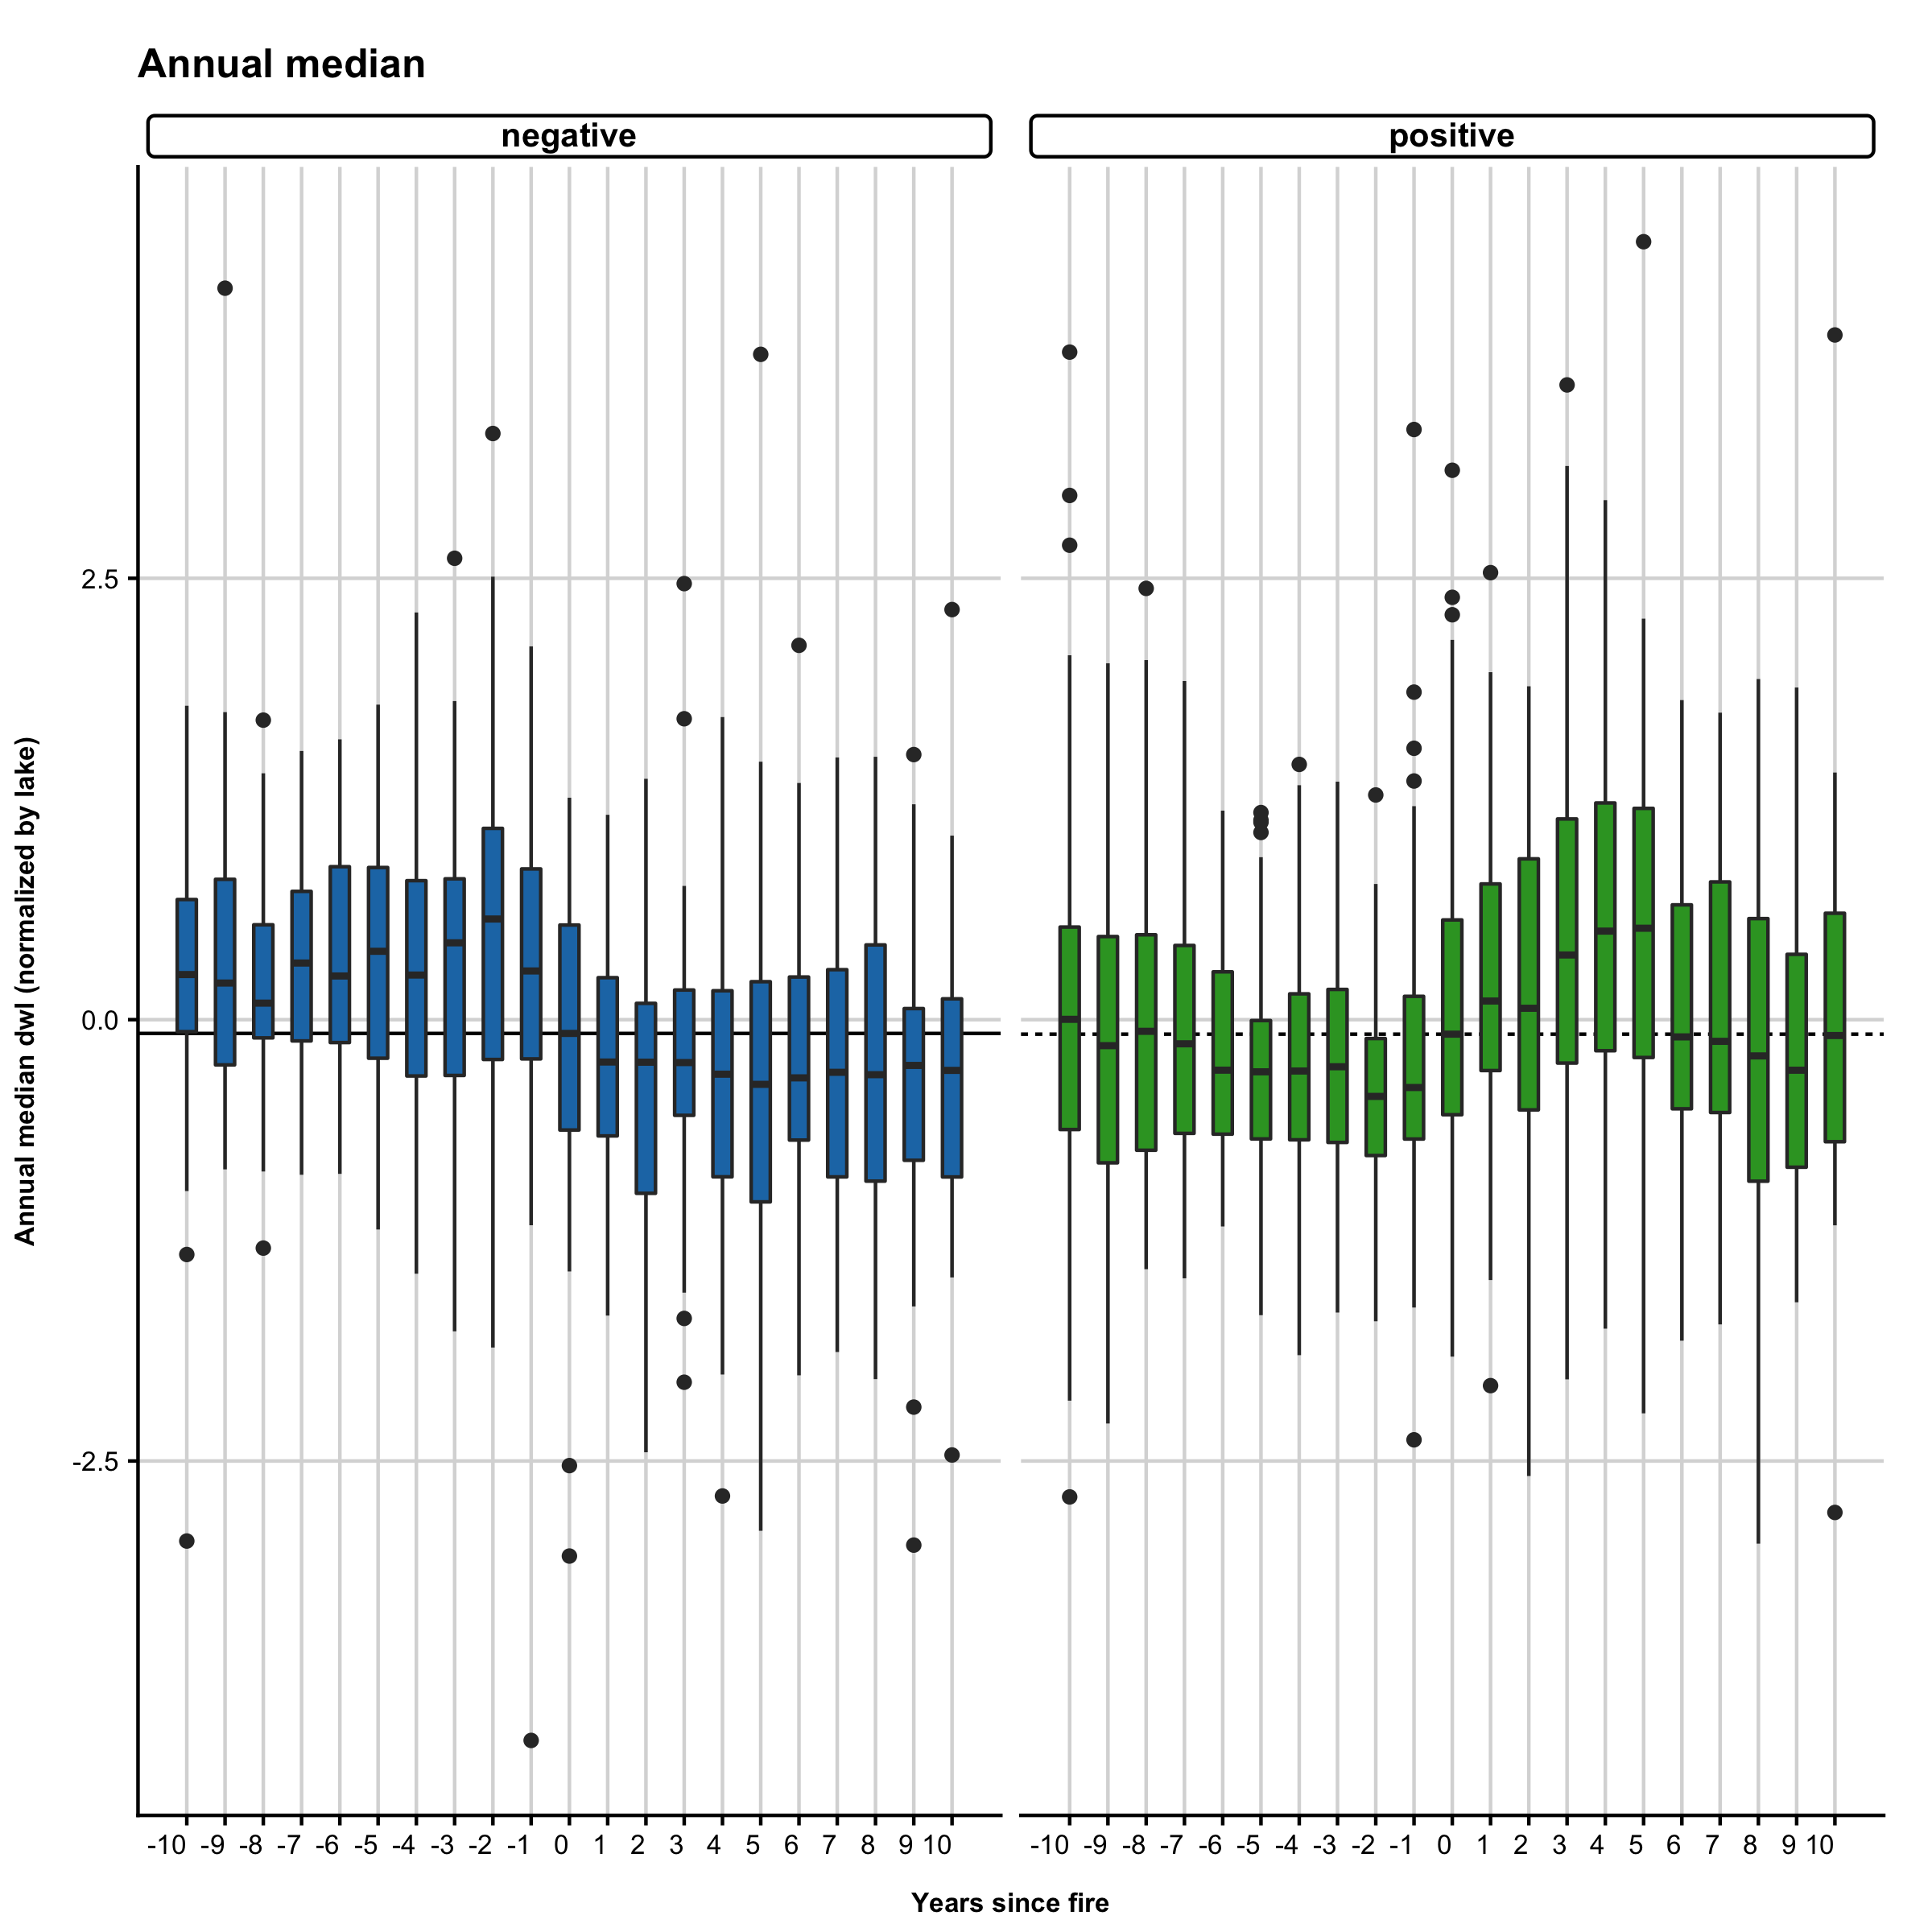 Annual median
negative
positive
Annual median dwl (normalized by lake)
2.5
0.0
-2.5
-10 -9 -8 -7 -6 -5 -4 -3 -2 -1 0 1 2 3 4 5 6 7 8 9 10
-10 -9 -8 -7 -6 -5 -4 -3 -2 -1 0 1 2 3 4 5 6 7 8 9 10
Years since fire